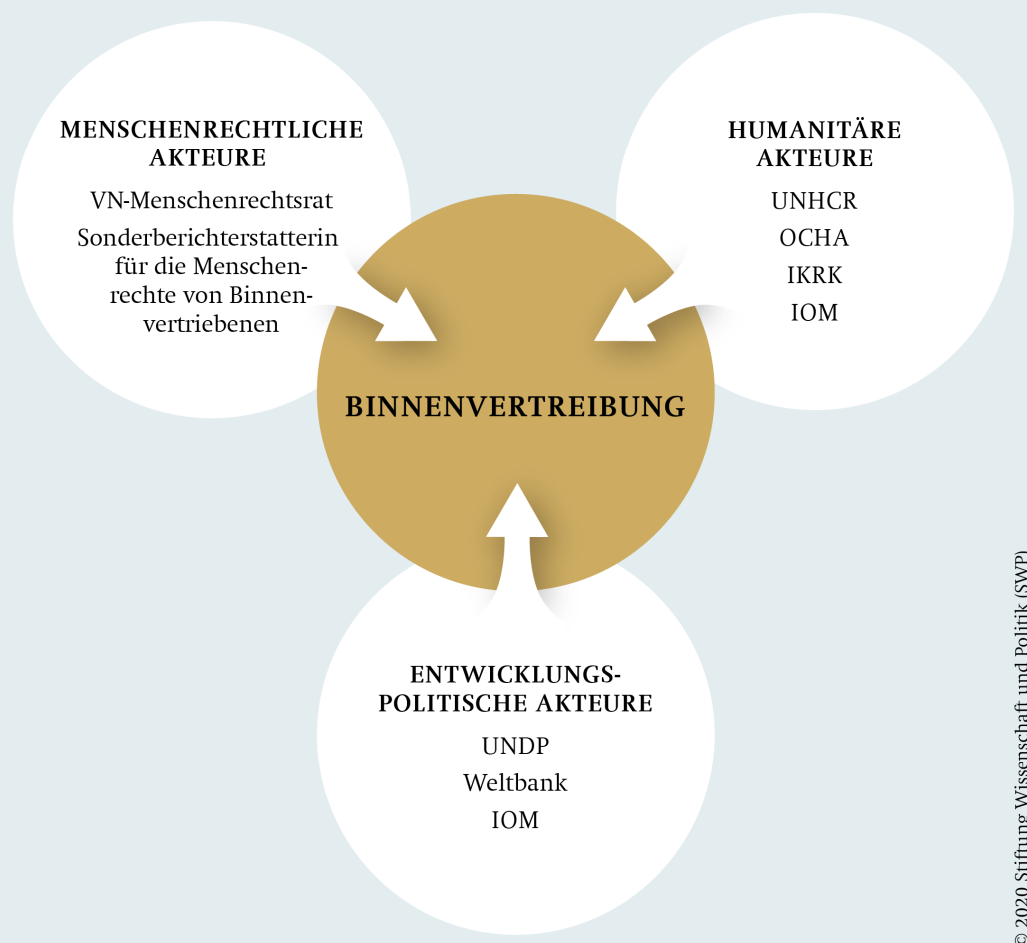 MENSCHENRECHTLICHE
AKTEURE
VN-Menschenrechtsrat
Sonderberichterstatterin
für die Menschen-
rechte von Binnen-
vertriebenen
HUMANITÄRE
AKTEURE
UNHCR
OCHA
IKRK
IOM
BINNENVERTREIBUNG
ENTWICKLUNGS-
POLITISCHE AKTEURE
UNDP
Weltbank
IOM
© 2020 Stiftung Wissenschaft und Politik (SWP)